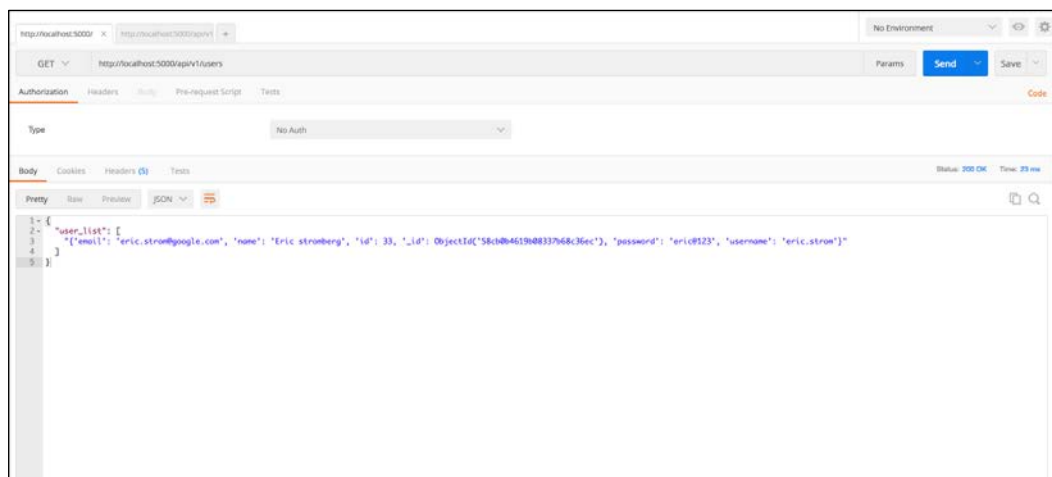 http://localhost:5000/ × http://localhost:5000/api/v1 +
No Environment
GET http://localhost:5000/api/v1/users Params Send Save
Authorization Headers Body Pre-request Script Tests Code
Type No Auth
Body Cookies Headers (5) Tests Status: 200 OK Time: 23 ms
Pretty Raw Preview JSON
1 {
2 "user_list": [
3 "{'email': 'eric.strom@google.com', 'name': 'Eric stromberg', 'id': 33, '_id': ObjectId('58cb0b4619b08337b68c36ec'), 'password': 'eric@123', 'username': 'eric.strom'}"
4 ]
5 }